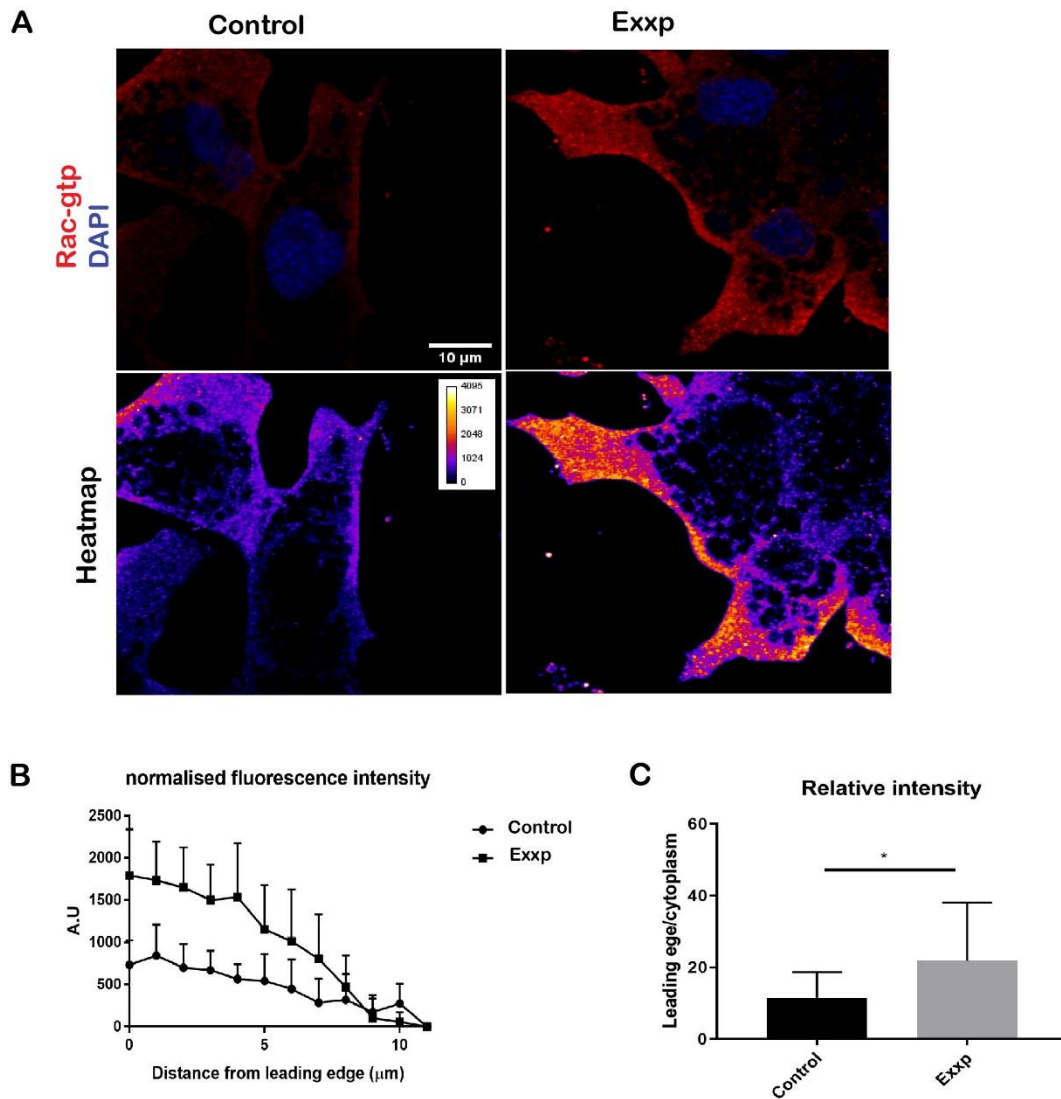 A
Control
Exxp
Rac-gtp
DAPI
10 µm
Heatmap
4095
3071
2048
1024
0
B
normalised fluorescence intensity
2500
2000
1500
1000
500
0
A.U
0
5
10
Distance from leading edge (µm)
Control
Exxp
C
Relative intensity
60
40
20
0
Leading ege/cytoplasm
*
Control
Exxp